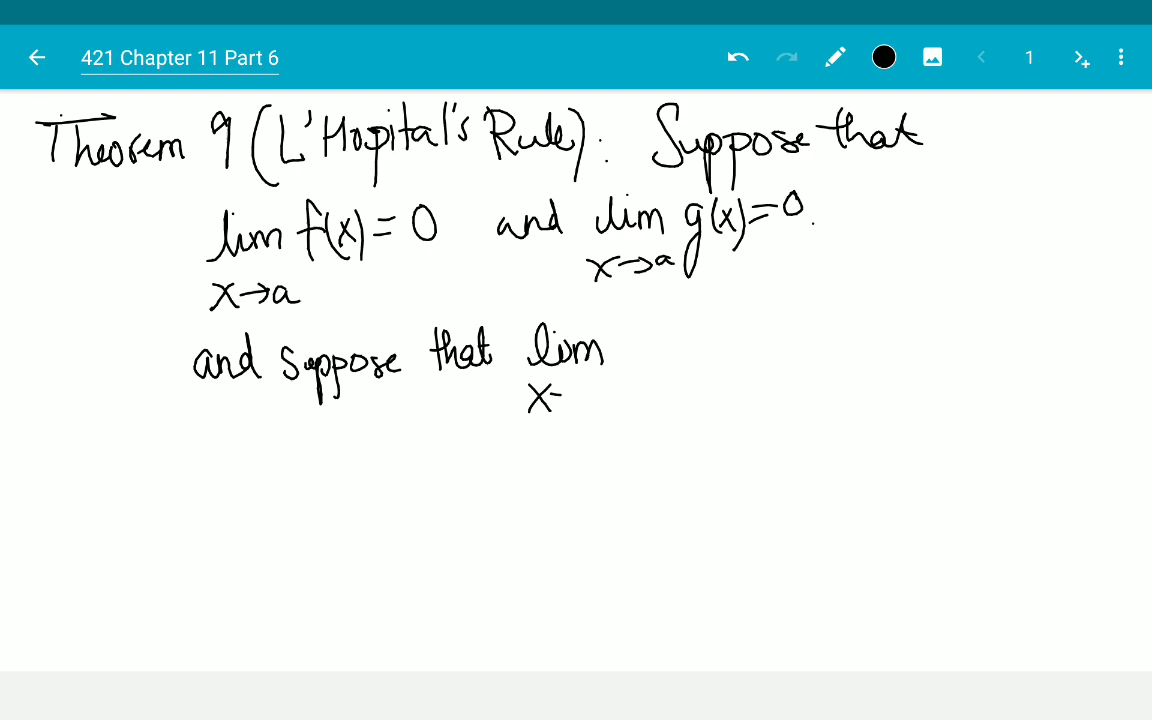 421 Chapter 11 Part 6
1
Theorem 9 (L'Hopital's Rule): Suppose that
lim f(x) = 0 and lim g(x) = 0.
x→a x→a
and suppose that lim
x-